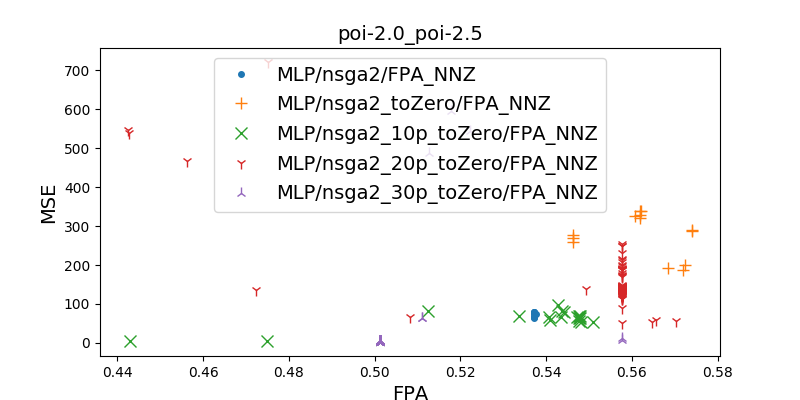 poi-2.0_poi-2.5
700
600
500
400
300
200
100
0
MSE
MLP/nsga2/FPA_NNZ
MLP/nsga2_toZero/FPA_NNZ
MLP/nsga2_10p_toZero/FPA_NNZ
MLP/nsga2_20p_toZero/FPA_NNZ
MLP/nsga2_30p_toZero/FPA_NNZ
0.44 0.46 0.48 0.50 0.52 0.54 0.56 0.58
FPA